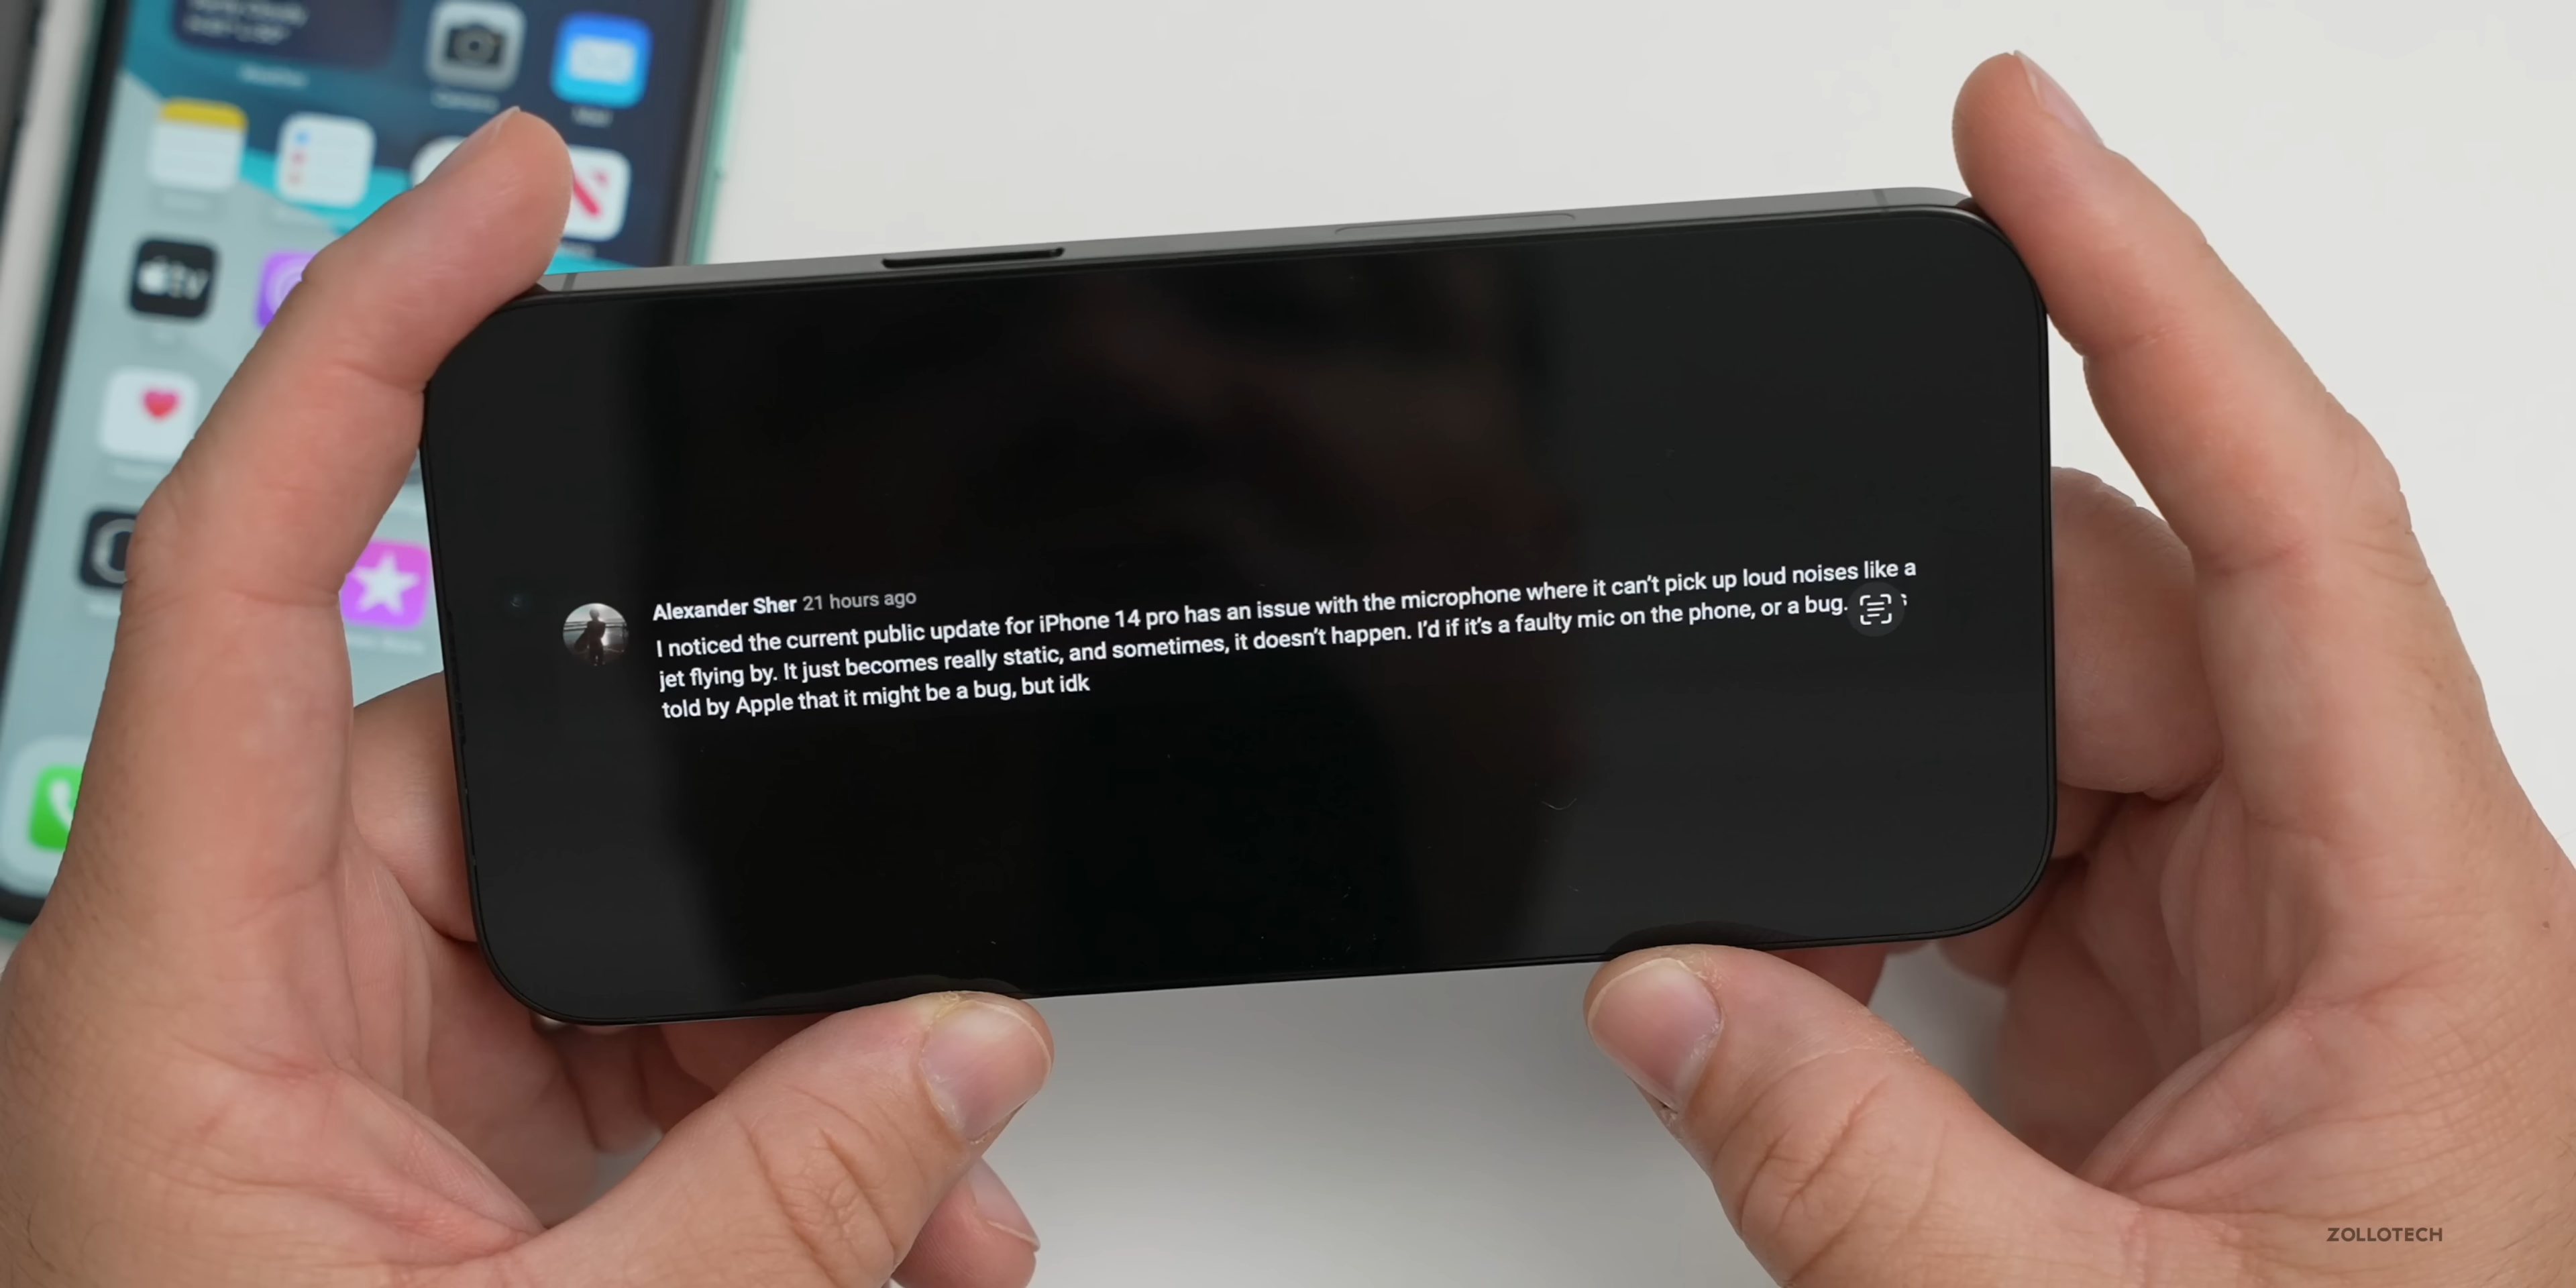 Alexander Sher 21 hours ago
I noticed the current public update for iPhone 14 pro has an issue with the microphone where it can't pick up loud noises like a
jet flying by. It just becomes really static, and sometimes, it doesn't happen. I'd if it's a faulty mic on the phone, or a bug.
told by Apple that it might be a bug, but idk
tv
ZOLLOTECH